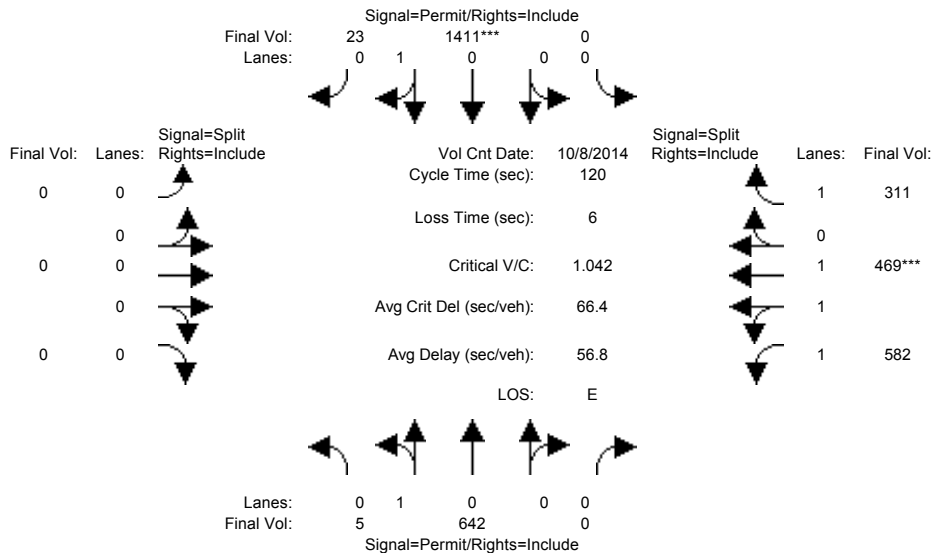 Signal=Permit/Rights=Include
Final Vol: 23 1411*** 0
Lanes: 0 1 0 0 0
Signal=Split Signal=Split
Final Vol: Lanes: Rights=Include Vol Cnt Date: 10/8/2014 Rights=Include Lanes: Final Vol:
Cycle Time (sec): 120
0 0 1 311
Loss Time (sec): 6
0 0
0 0 Critical V/C: 1.042 1 469***
0 Avg Crit Del (sec/veh): 66.4 1
0 0 Avg Delay (sec/veh): 56.8 1 582
LOS: E
Lanes: 0 1 0 0 0
Final Vol: 5 642 0
Signal=Permit/Rights=Include